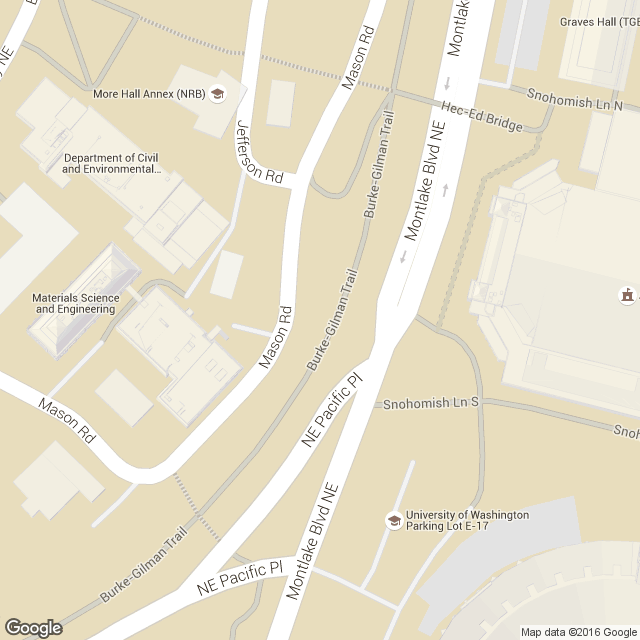 Montlake
Graves Hall (TGB
Mason Rd
NE
More Hall Annex (NRB)
Snohomish Ln N
Hec-Ed Bridge
Jefferson Rd
Department of Civil
and Environmental...
Burke-Gilman Trail
Montlake Blvd NE
Materials Science
and Engineering
Mason Rd
Burke-Gilman Trail
NE Pacific Pl
Snohomish Ln S
Mason Rd
Snoho
Montlake Blvd NE
University of Washington
Parking Lot E-17
Burke-Gilman Trail
NE Pacific Pl
Google
Map data ©2016 Google